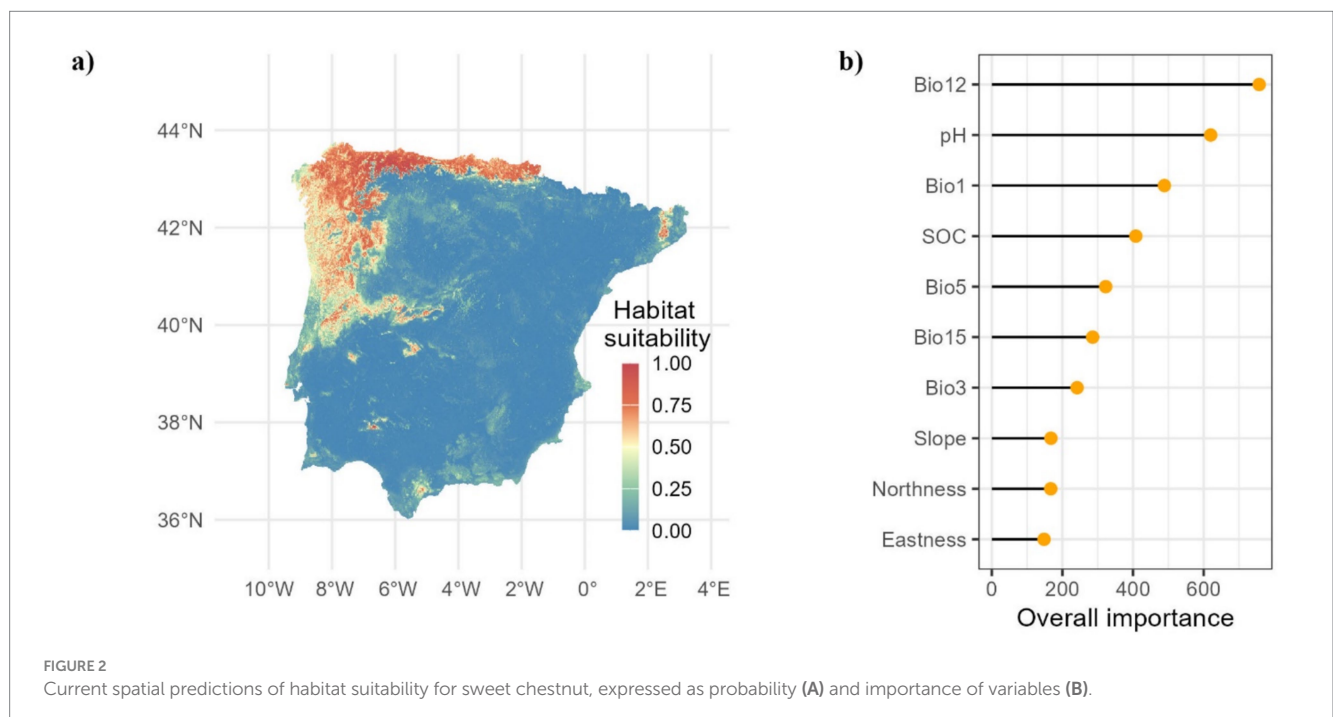 a)
44°N
42°N
40°N
38°N
36°N
10°W 8°W 6°W 4°W 2°W 0° 2°E 4°E
Habitat
suitability
1.00
0.75
0.50
0.25
0.00
b)
Bio12
pH
Bio1
SOC
Bio5
Bio15
Bio3
Slope
Northness
Eastness
0 200 400 600
Overall importance
FIGURE 2
Current spatial predictions of habitat suitability for sweet chestnut, expressed as probability (A) and importance of variables (B).